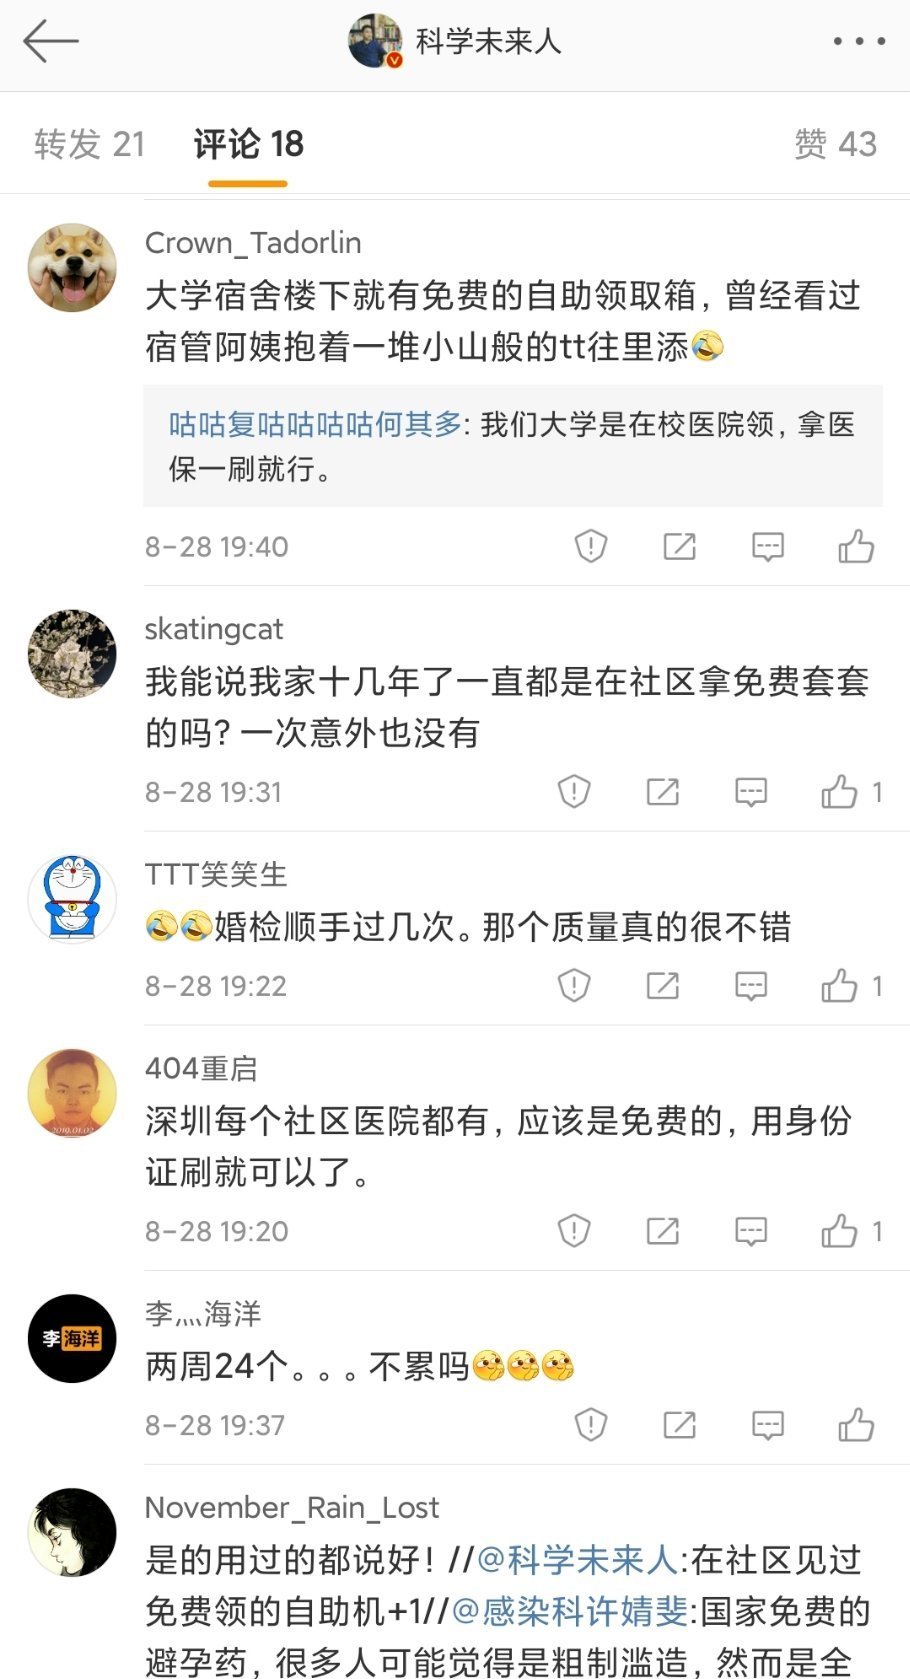 科学未来人
转发 21 评论 18 赞 43
Crown_Tadorlin
大学宿舍楼下就有免费的自助领取箱，曾经看过
宿管阿姨抱着一堆小山般的tt往里添🤣
咕咕复咕咕咕咕何其多: 我们大学是在校医院领，拿医
保一刷就行。
8-28 19:40
skatingcat
我能说我家十几年了一直都是在社区拿免费套套
的吗? 一次意外也没有
8-28 19:31 1
TTT笑笑生
🤣🤣婚检顺手过几次。那个质量真的很不错
8-28 19:22 1
404重启
2019.01.02
深圳每个社区医院都有，应该是免费的，用身份
证刷就可以了。
8-28 19:20 1
李灬海洋
李海洋
两周24个。。。不累吗🤭🤭🤭
8-28 19:37
November_Rain_Lost
是的用过的都说好！//@科学未来人:在社区见过
免费领的自助机+1//@感染科许婧斐:国家免费的
避孕药，很多人可能觉得是粗制滥造，然而是全